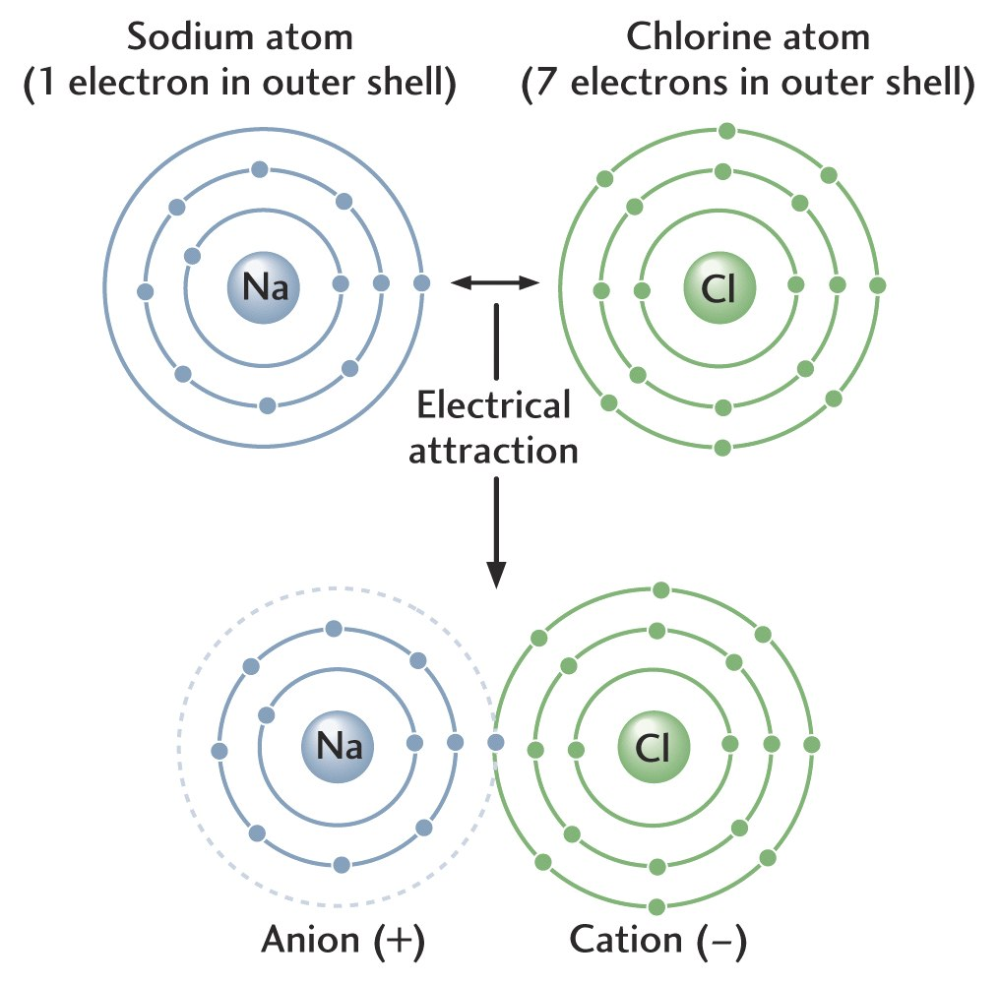 Sodium atom
(1 electron in outer shell)
Chlorine atom
(7 electrons in outer shell)
Na
Cl
Electrical
attraction
Na
Cl
Anion (+)
Cation (–)